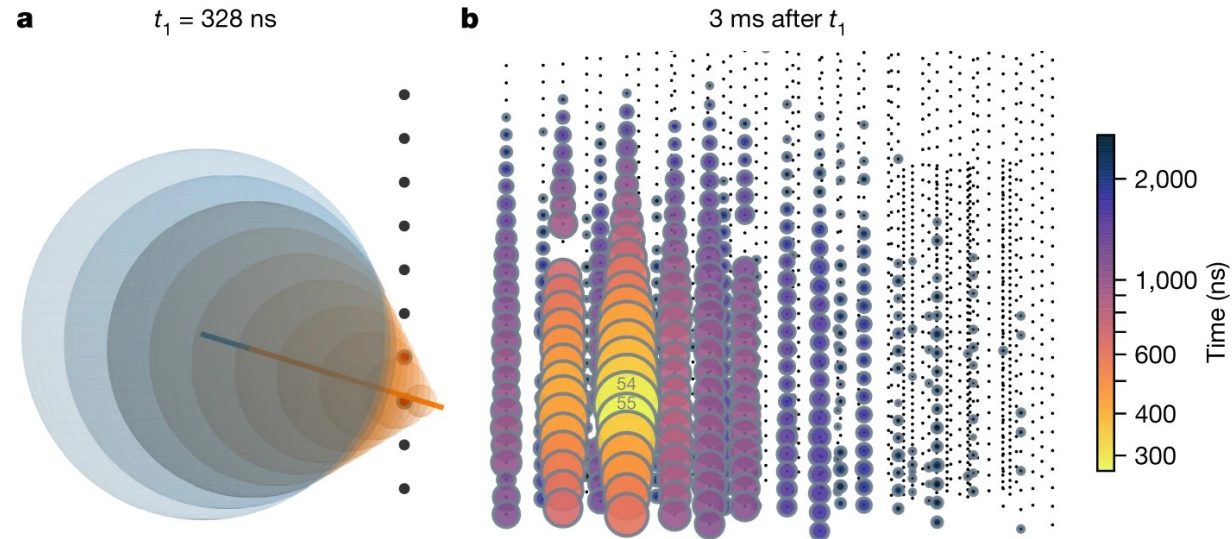 a
t1 = 328 ns
b
3 ms after t1
54
55
2,000
1,000
600
400
300
Time (ns)